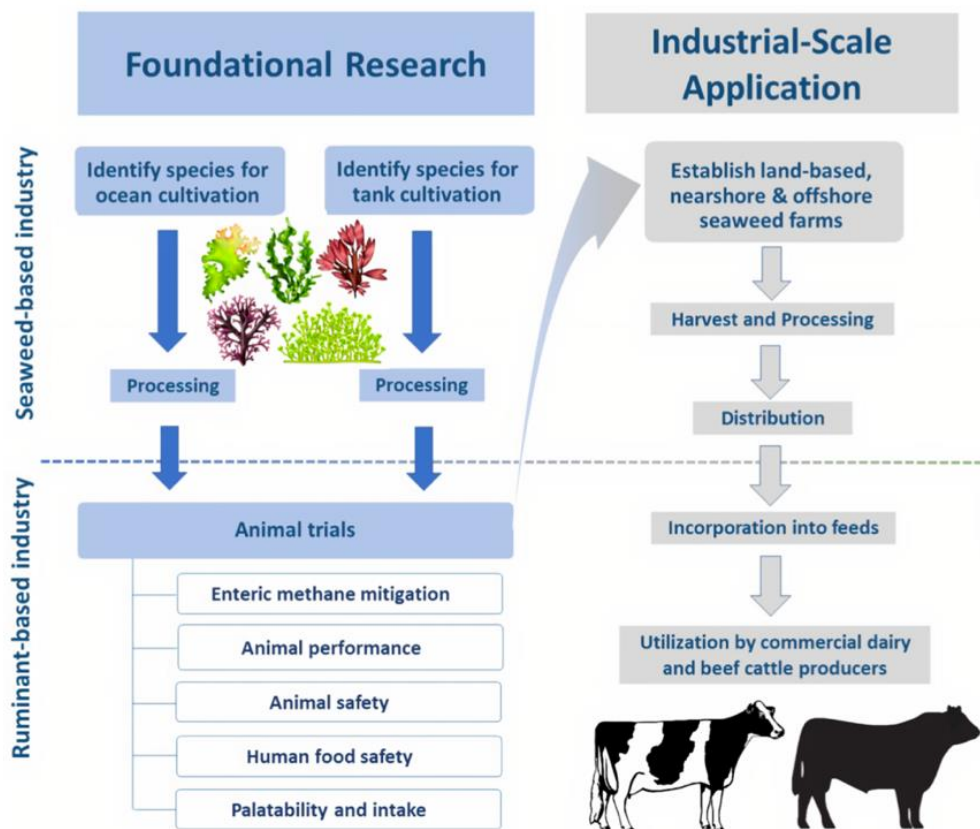 Foundational Research
Industrial-Scale
Application
Seaweed-based industry
Identify species for
ocean cultivation
Identify species for
tank cultivation
Processing
Processing
Establish land-based,
nearshore & offshore
seaweed farms
Harvest and Processing
Distribution
Ruminant-based industry
Animal trials
Enteric methane mitigation
Animal performance
Animal safety
Human food safety
Palatability and intake
Incorporation into feeds
Utilization by commercial dairy
and beef cattle producers